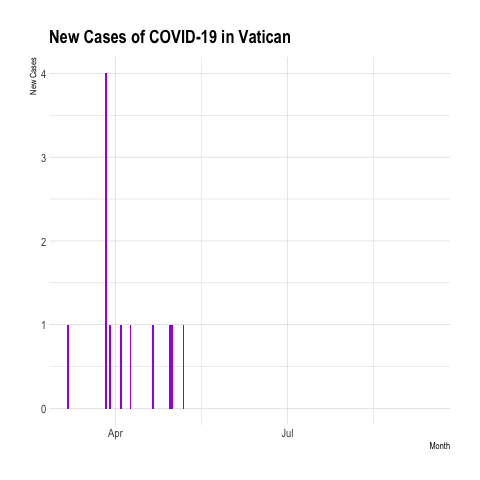 New Cases of COVID-19 in Vatican
New Cases
4
3
2
1
0
Apr
Jul
Month